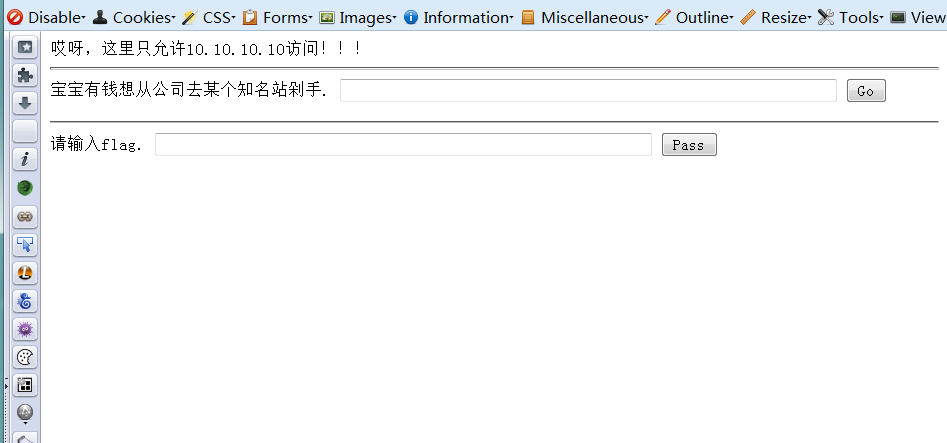 Disable Cookies CSS Forms Images Information Miscellaneous Outline Resize Tools View
哎呀，这里只允许10.10.10.10访问！！！
宝宝有钱想从公司去某个知名站剁手. Go
请输入flag. Pass